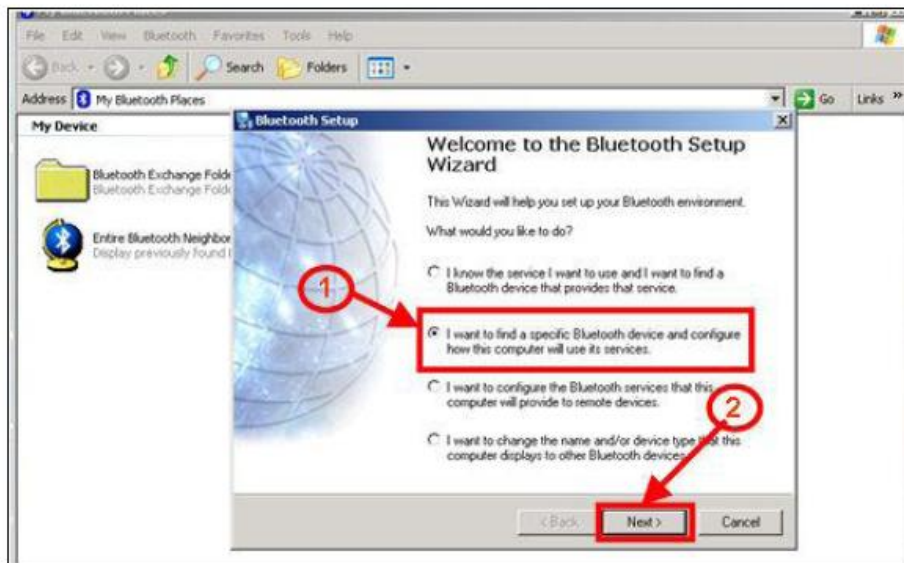 File Edit View Bluetooth Favorites Tools Help
Back Search Folders
Address My Bluetooth Places Go Links »
My Device
Bluetooth Exchange Folde
Bluetooth Exchange Folde
Entire Bluetooth Neighbor
Display previously found
Bluetooth Setup
Welcome to the Bluetooth Setup
Wizard
This Wizard will help you set up your Bluetooth environment.
What would you like to do?
I know the service I want to use and I want to find a
Bluetooth device that provides that service.
1
I want to find a specific Bluetooth device and configure
how this computer will use its services.
I want to configure the Bluetooth services that this
computer will provide to remote devices.
2
I want to change the name and/or device type that this
computer displays to other Bluetooth devices.
< Back Next > Cancel